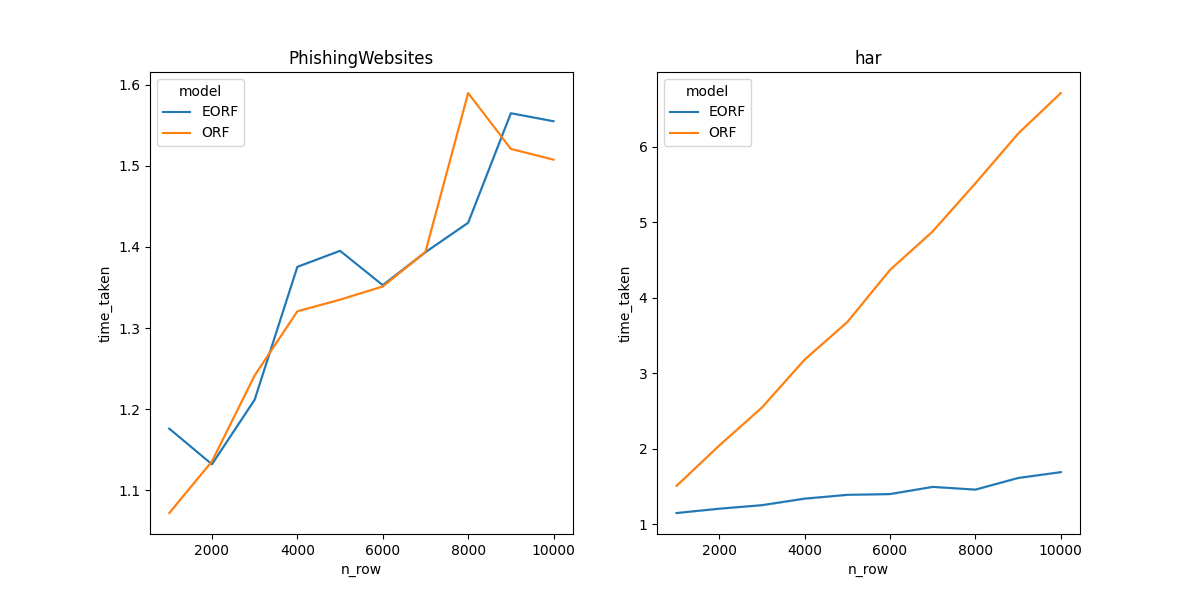 PhishingWebsites
model
EORF
ORF
1.6
1.5
1.4
1.3
1.2
1.1
time_taken
2000 4000 6000 8000 10000
n_row
har
model
EORF
ORF
6
5
4
3
2
1
time_taken
2000 4000 6000 8000 10000
n_row